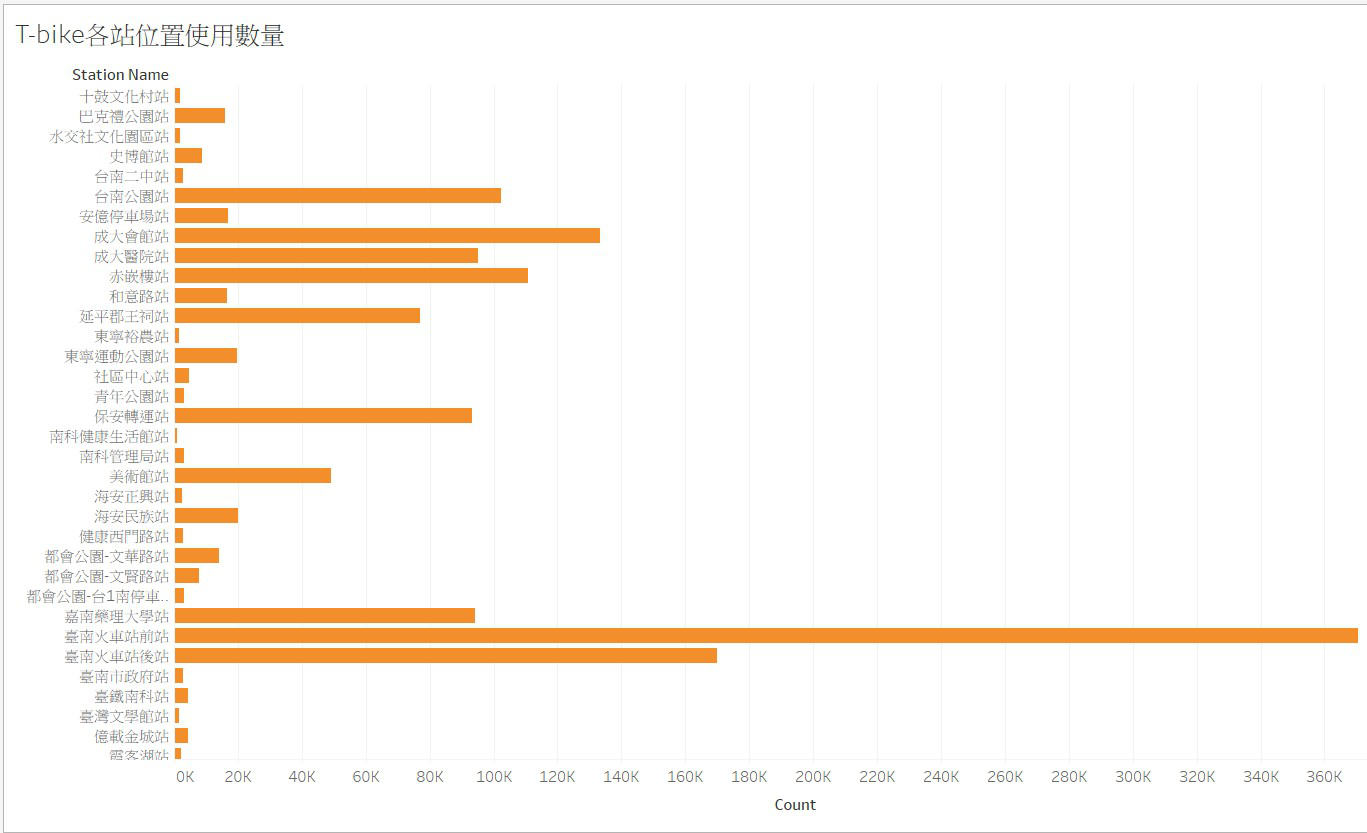 T-bike各站位置使用數量
Station Name
十鼓文化村站
巴克禮公園站
水交社文化園區站
史博館站
台南二中站
台南公園站
安億停車場站
成大會館站
成大醫院站
赤嵌樓站
和意路站
延平郡王祠站
東寧裕農站
東寧運動公園站
社區中心站
青年公園站
保安轉運站
南科健康生活館站
南科管理局站
美術館站
海安正興站
海安民族站
健康西門路站
都會公園-文華路站
都會公園-文賢路站
都會公園-台1南停車..
嘉南藥理大學站
臺南火車站前站
臺南火車站後站
臺南市政府站
臺鐵南科站
臺灣文學館站
億載金城站
霞客湖站
0K 20K 40K 60K 80K 100K 120K 140K 160K 180K 200K 220K 240K 260K 280K 300K 320K 340K 360K
Count